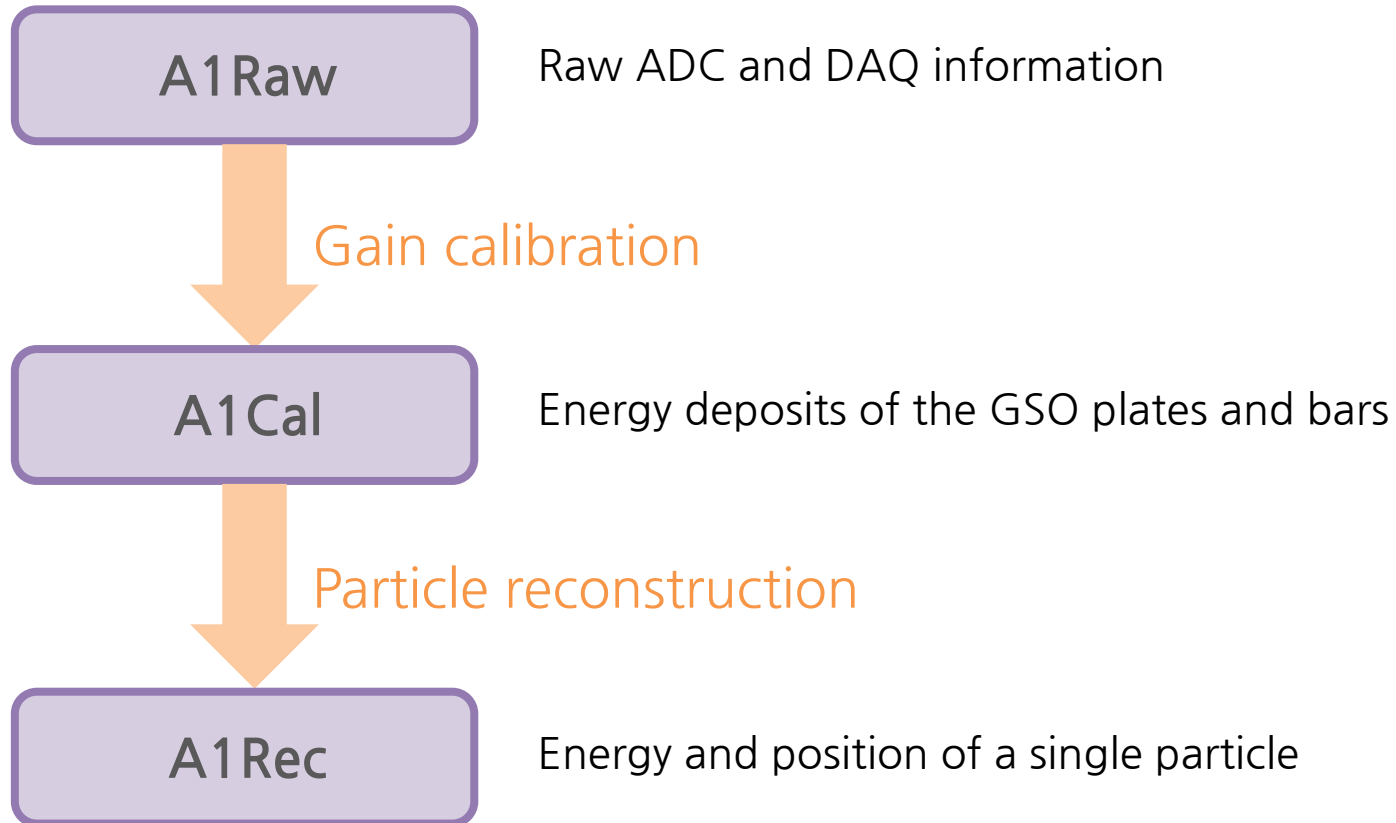 A1Raw
Raw ADC and DAQ information
Gain calibration
A1Cal
Energy deposits of the GSO plates and bars
Particle reconstruction
A1Rec
Energy and position of a single particle